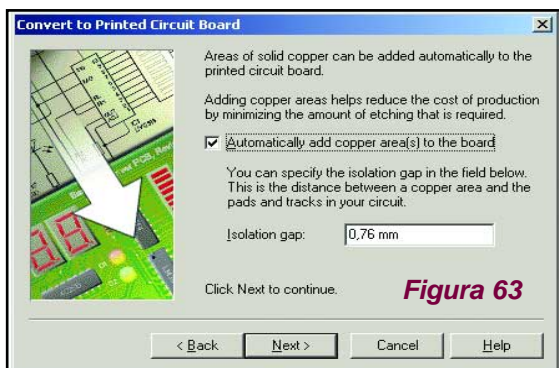 Convert to Printed Circuit Board
Areas of solid copper can be added automatically to the
printed circuit board.
Adding copper areas helps reduce the cost of production
by minimizing the amount of etching that is required.
Automatically add copper area(s) to the board
You can specify the isolation gap in the field below.
This is the distance between a copper area and the
pads and tracks in your circuit.
Isolation gap: 0,76 mm
Click Next to continue.
Figura 63
< Back Next > Cancel Help